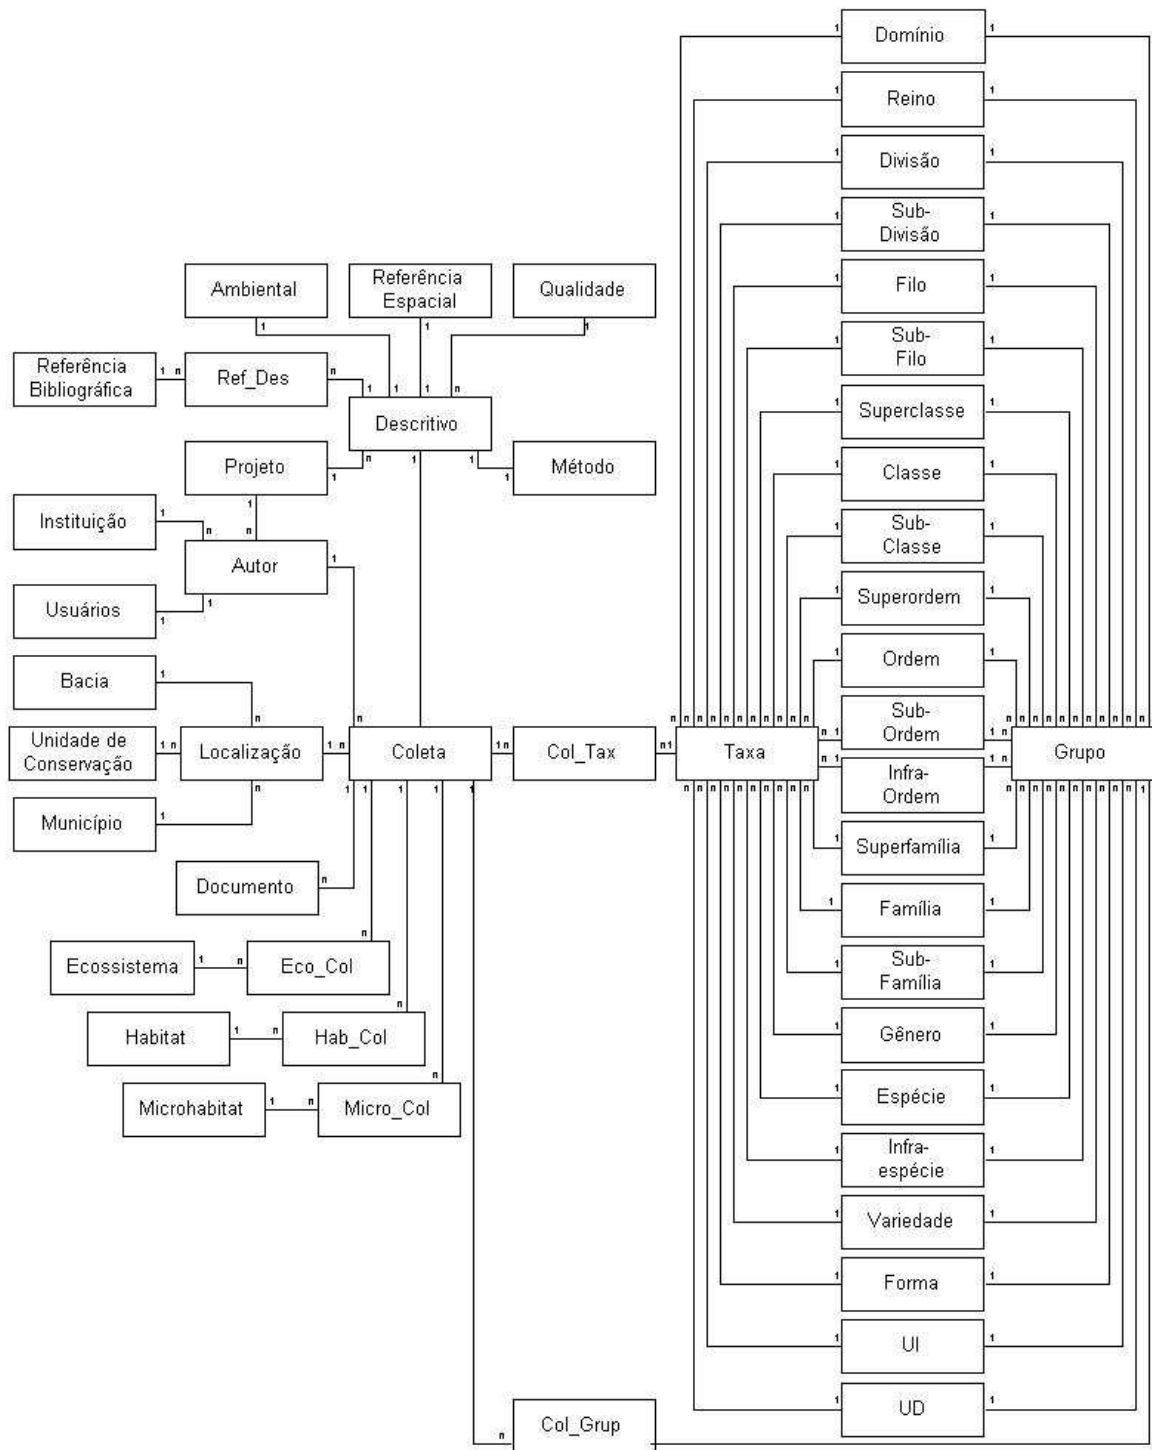 Domínio
Reino
Divisão
Sub-
Divisão
Filo
Sub-
Filo
Superclasse
Classe
Sub-
Classe
Superordem
Ordem
Sub-
Ordem
Infra-
Ordem
Superfamília
Família
Sub-
Família
Gênero
Espécie
Infra-
espécie
Variedade
Forma
UI
UD
Taxa
Grupo
Ambiental
Referência
Espacial
Qualidade
Referência
Bibliográfica
Ref_Des
Descritivo
Projeto
Método
Instituição
Autor
Usuários
Bacia
Unidade de
Conservação
Localização
Coleta
Col_Tax
Município
Documento
Ecossistema
Eco_Col
Habitat
Hab_Col
Microhabitat
Micro_Col
Col_Grup